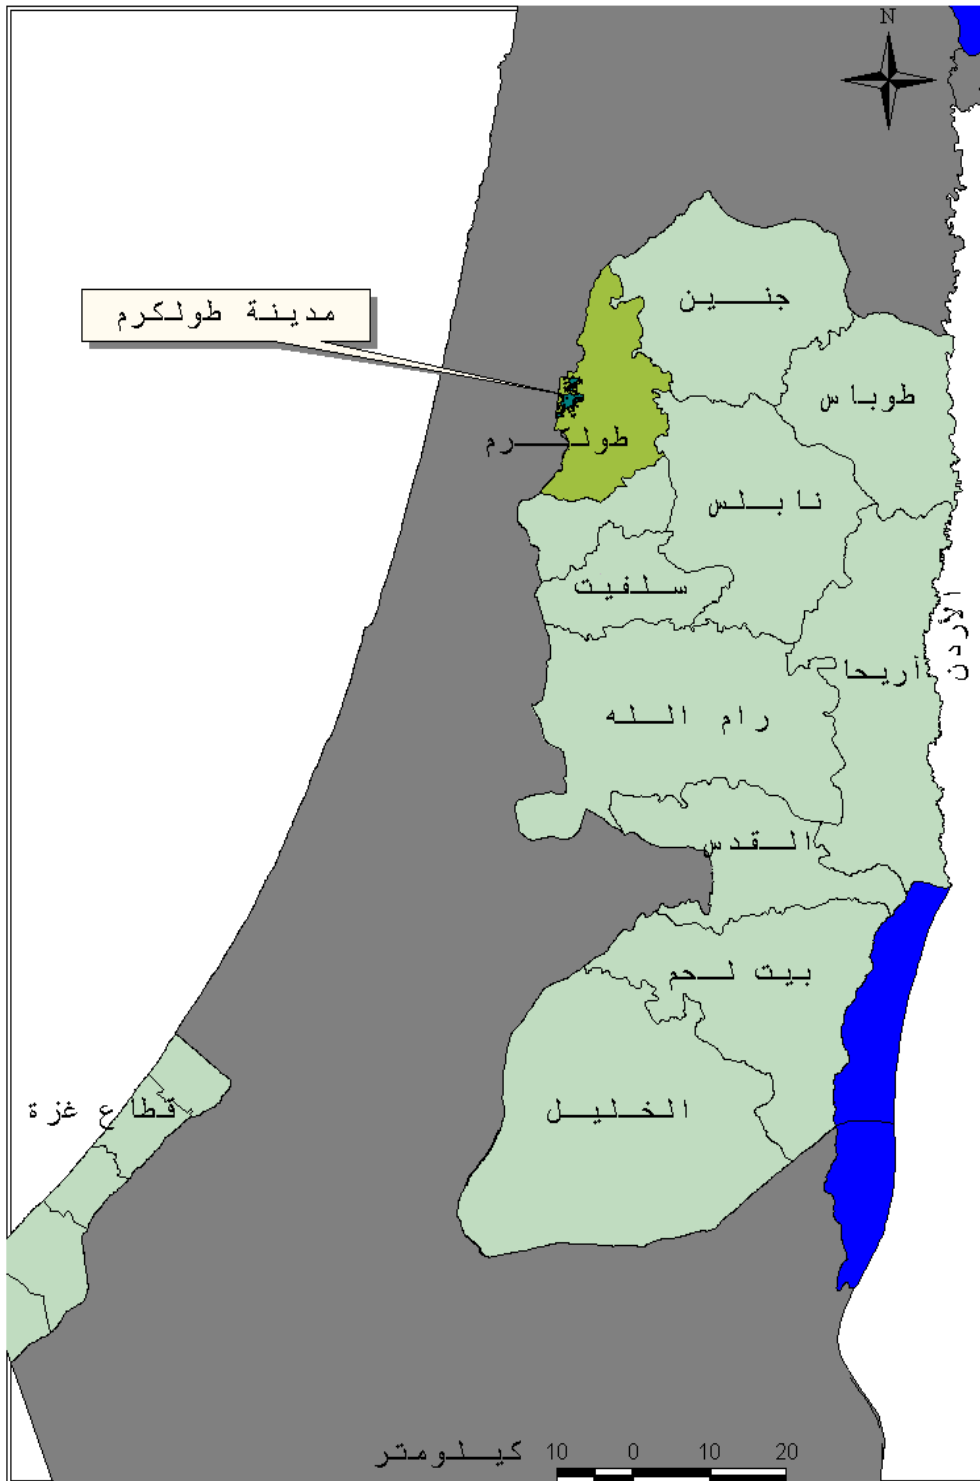 N
جنين
مدينة طولكرم
طوباس
طولكرم
نابلس
سلفيت
الأردن
أريحا
رام الله
القدس
بيت لحم
الخليل
قطاع غزة
كيلومتر
10 0 10 20